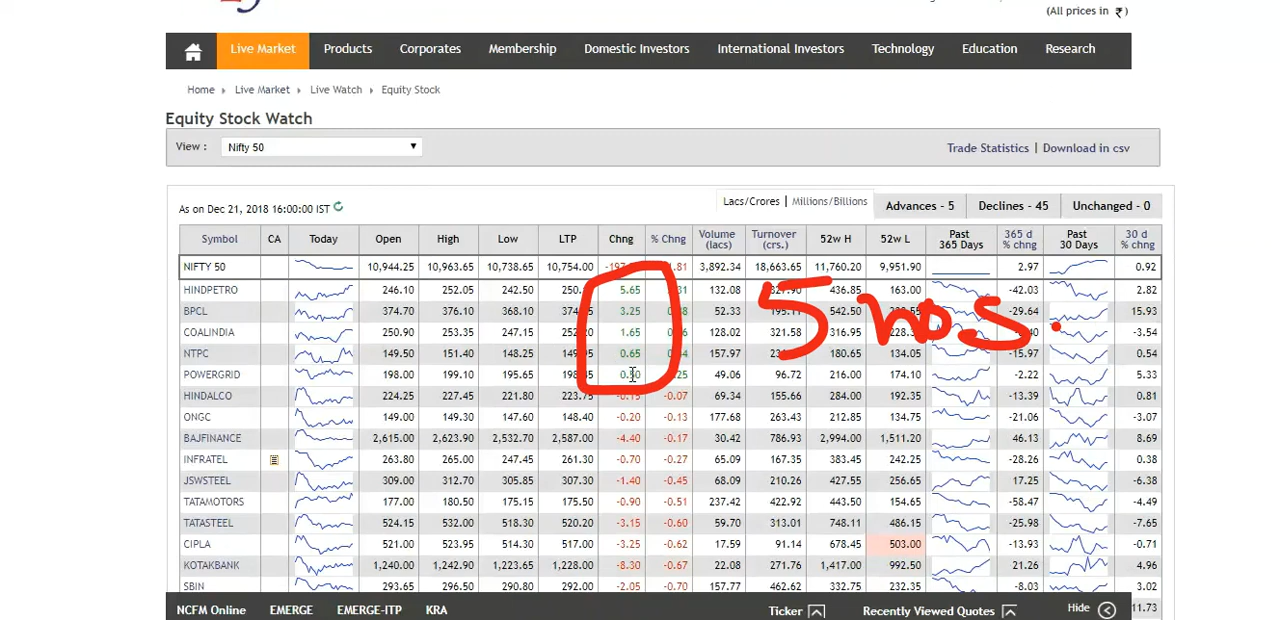 (All prices in ₹)
Live Market Products Corporates Membership Domestic Investors International Investors Technology Education Research
Home Live Market Live Watch Equity Stock
Equity Stock Watch
View : Nifty 50 Trade Statistics | Download in csv
As on Dec 21, 2018 16:00:00 IST Lacs/Crores | Millions/Billions Advances - 5 Declines - 45 Unchanged - 0
Symbol CA Today Open High Low LTP Chng % Chng Volume (lacs) Turnover (crs.) 52w H 52w L Past 365 Days 365 d % chng Past 30 Days 30 d % chng
NIFTY 50 10,944.25 10,963.65 10,738.65 10,754.00 3,892.34 18,663.65 11,760.20 9,951.90 2.97 0.92
HINDPETRO 246.10 252.05 242.50 5.65 132.08 436.85 163.00 -42.03 2.82
BPCL 374.70 376.10 367.10 3.25 52.33 542.50 -29.64 15.93
COALINDIA 250.90 253.35 247.15 1.65 128.02 321.58 316.95 -3.54
NTPC 149.50 151.40 148.25 0.65 157.97 180.65 134.05 -15.97 0.54
POWERGRID 198.00 199.10 195.65 49.06 96.72 216.00 174.10 -2.22 5.33
HINDALCO 224.25 227.45 221.80 -0.07 69.34 155.66 284.00 192.35 -13.39 0.81
ONGC 149.00 149.30 147.60 148.40 -0.20 -0.13 177.68 263.43 212.85 134.75 -21.06 -3.07
BAJFINANCE 2,615.00 2,623.90 2,532.70 2,587.00 -4.40 -0.17 30.42 786.93 2,994.00 1,511.20 46.13 8.69
INFRATEL 263.80 265.00 247.45 261.30 -0.70 -0.27 65.09 167.35 383.45 242.25 -28.26 0.38
JSWSTEEL 309.00 312.70 305.85 307.30 -1.40 -0.45 68.09 210.26 427.55 256.65 17.25 -6.38
TATAMOTORS 177.00 180.50 175.15 175.50 -0.90 -0.51 237.42 422.92 443.50 154.65 -58.47 -4.49
TATASTEEL 524.15 532.00 518.30 520.20 -3.15 -0.60 59.70 313.01 748.11 486.15 -25.98 -7.65
CIPLA 521.00 523.95 514.30 517.00 -3.25 -0.62 17.59 91.14 678.45 503.00 -13.93 -0.71
KOTAKBANK 1,240.00 1,242.90 1,223.65 1,228.00 -8.30 -0.67 22.08 271.76 1,417.00 992.50 21.26 4.96
SBIN 293.65 296.50 290.80 292.00 -2.05 -0.70 157.77 462.62 332.75 232.35 -8.03 3.02
11.73
5 nos.
NCFM Online EMERGE EMERGE-ITP KRA Ticker Recently Viewed Quotes Hide